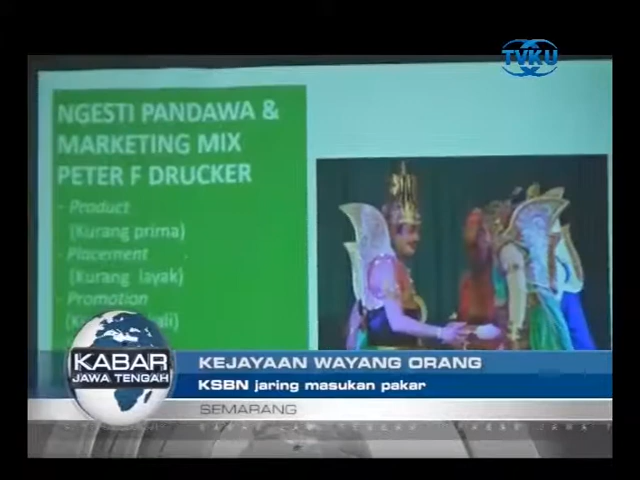 TVKU
NGESTI PANDAWA &
MARKETING MIX
PETER F DRUCKER
- Product
(Kurang prima)
- Placement
(Kurang layak)
- Promotion
KABAR
JAWA TENGAH
KEJAYAAN WAYANG ORANG
KSBN jaring masukan pakar
SEMARANG